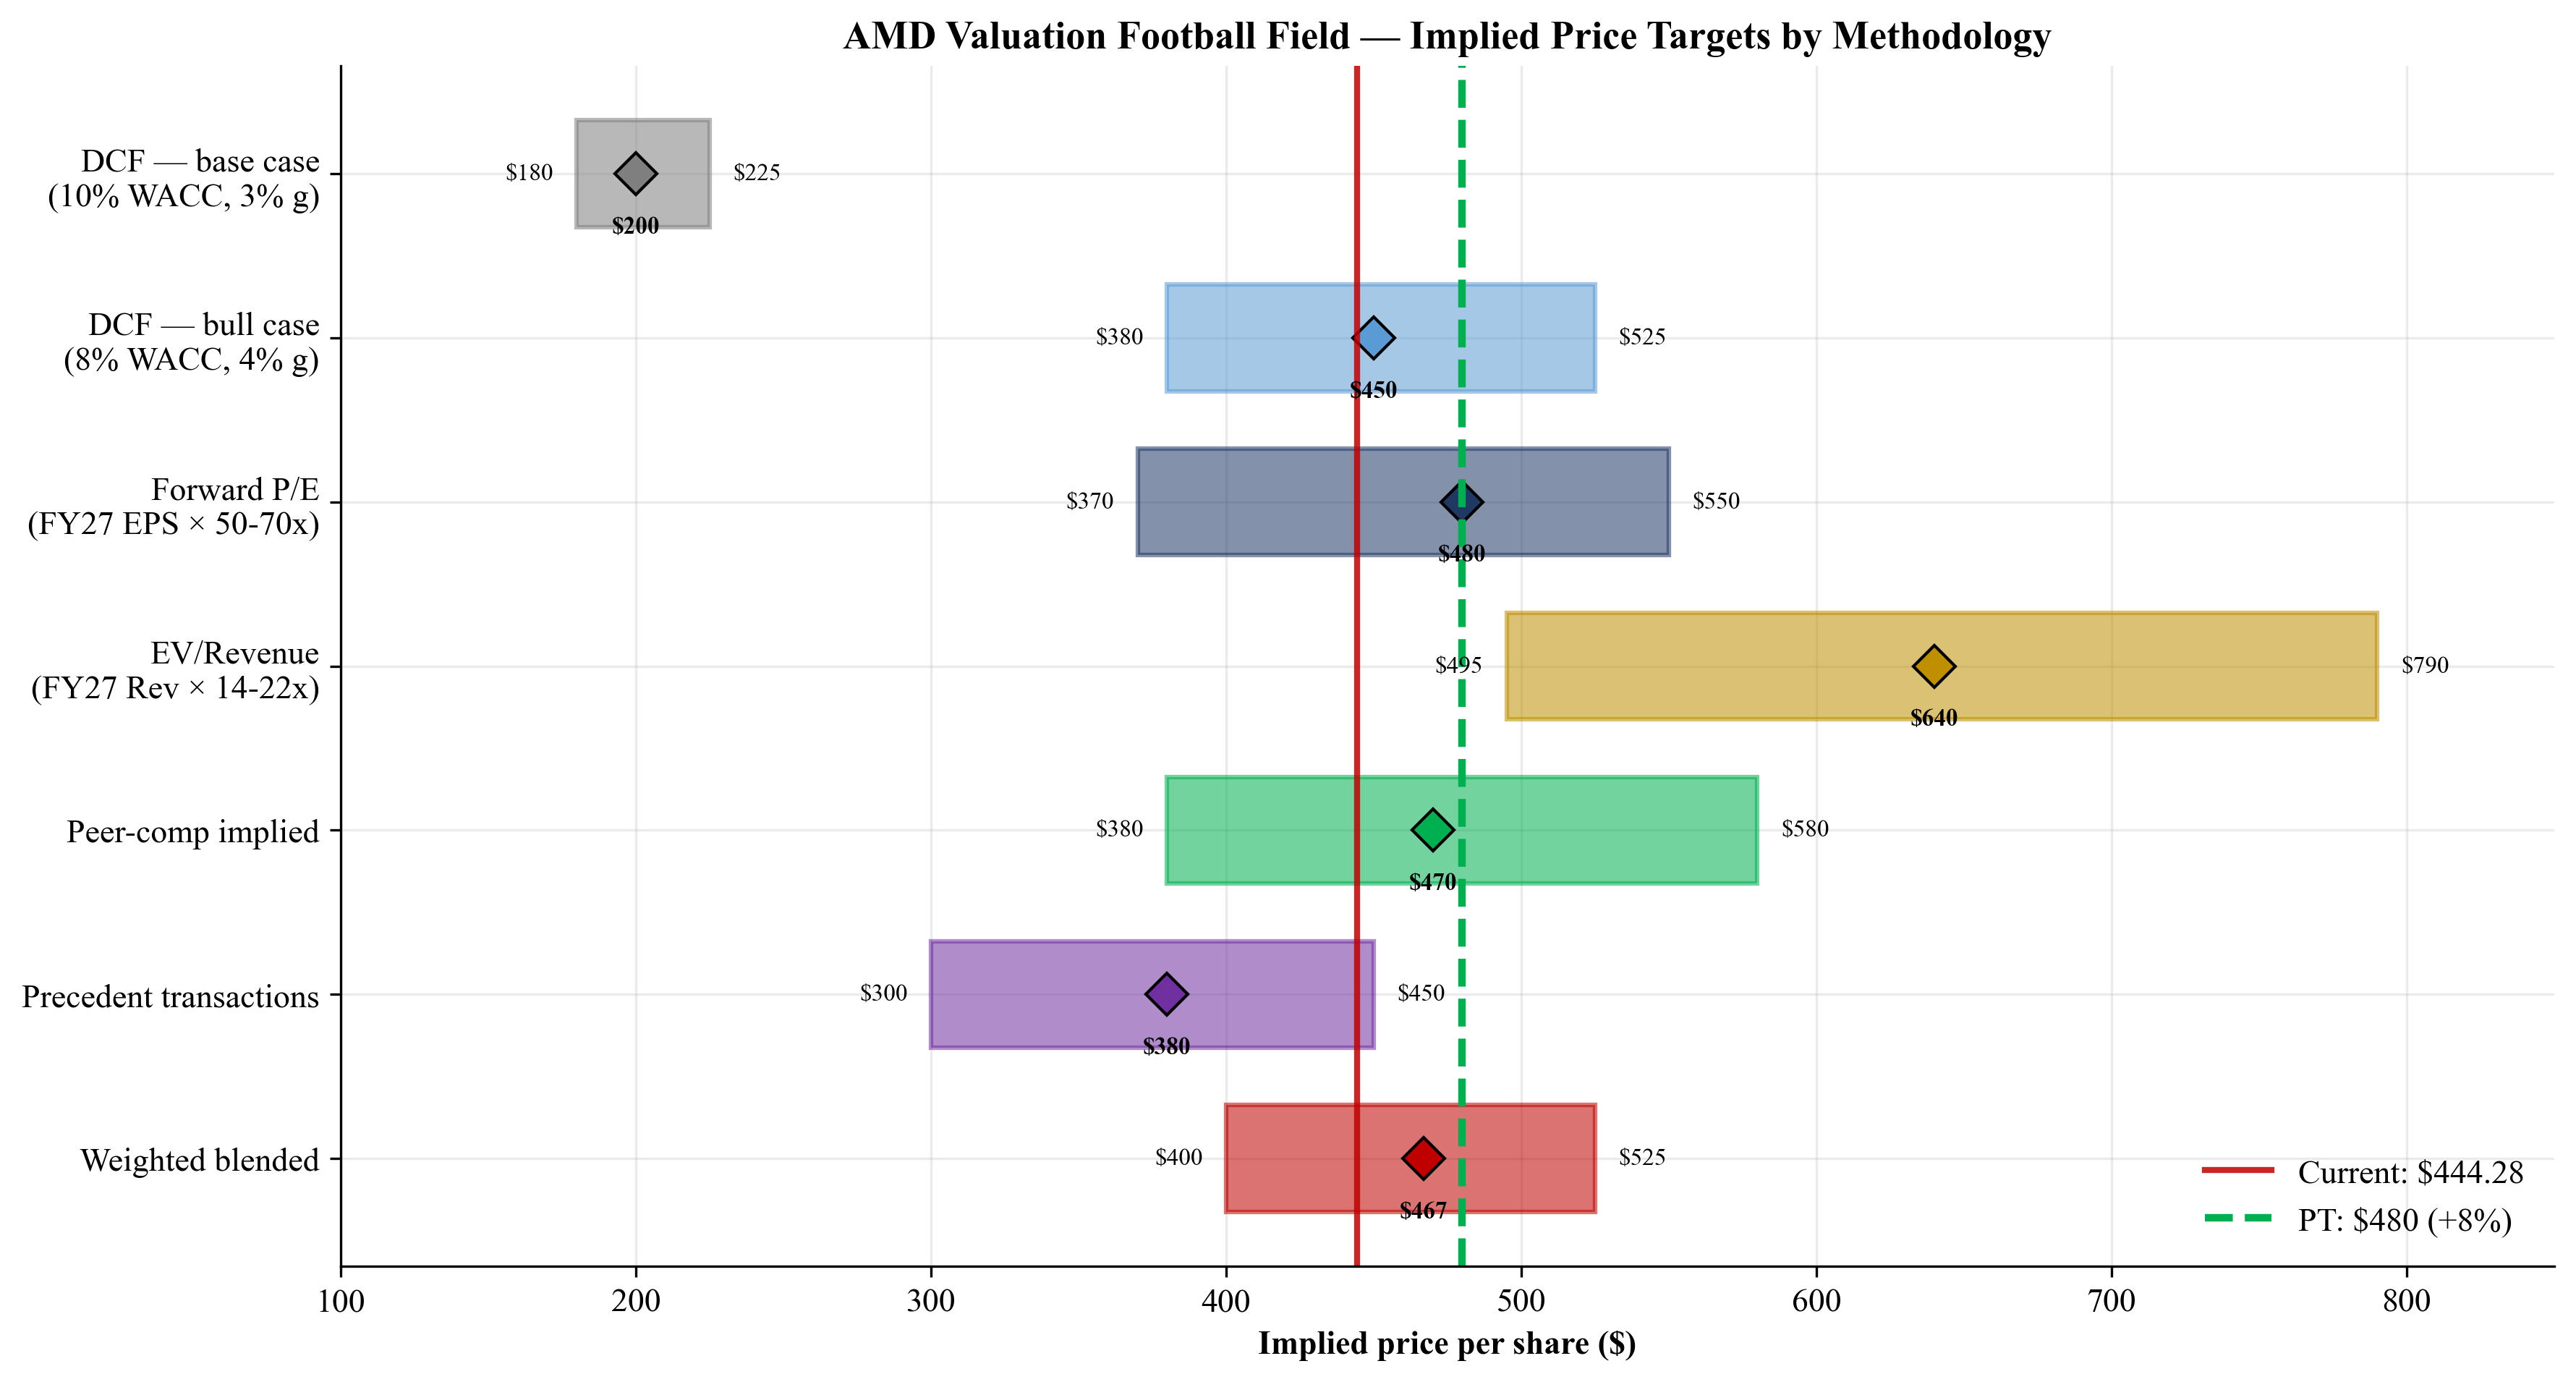 AMD Valuation Football Field — Implied Price Targets by Methodology
DCF — base case
(10% WACC, 3% g)
$180
$225
$200
DCF — bull case
(8% WACC, 4% g)
$380
$525
$450
Forward P/E
(FY27 EPS × 50-70x)
$370
$550
$480
EV/Revenue
(FY27 Rev × 14-22x)
$495
$790
$640
Peer-comp implied
$380
$580
$470
Precedent transactions
$300
$450
$380
Weighted blended
$400
$525
$467
Current: $444.28
PT: $480 (+8%)
100 200 300 400 500 600 700 800
Implied price per share ($)